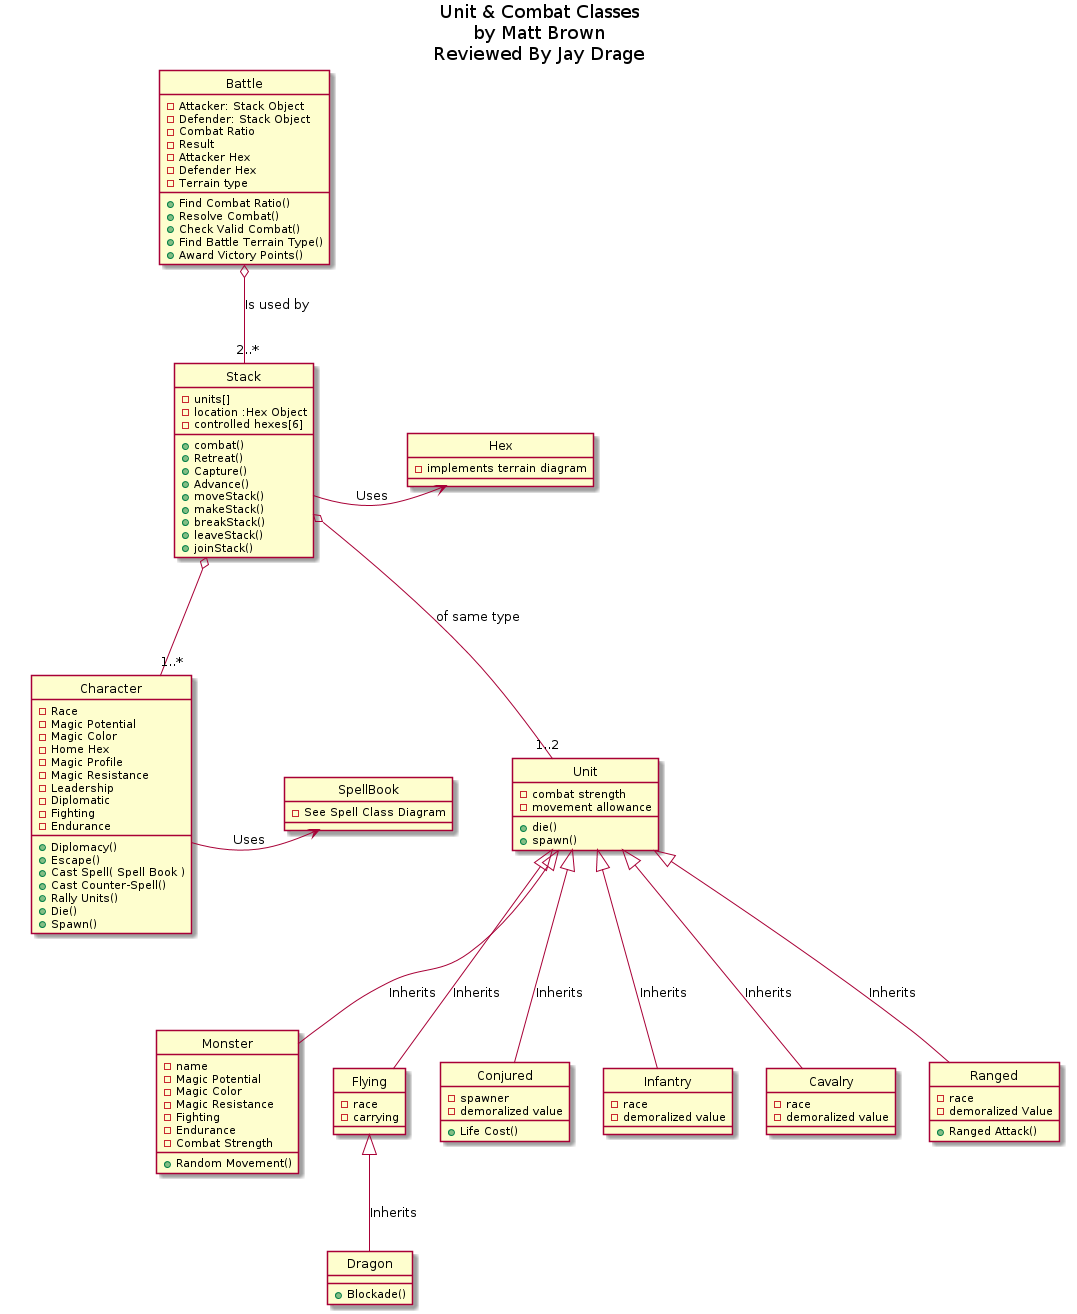 Unit & Combat Classes
by Matt Brown
Reviewed By Jay Drage
Battle
Attacker: Stack Object
Defender: Stack Object
Combat Ratio
Result
Attacker Hex
Defender Hex
Terrain type
Find Combat Ratio()
Resolve Combat()
Check Valid Combat()
Find Battle Terrain Type()
Award Victory Points()
Is used by
2..*
Stack
units[]
location :Hex Object
controlled hexes[6]
combat()
Retreat()
Capture()
Advance()
moveStack()
makeStack()
breakStack()
leaveStack()
joinStack()
Uses
Hex
implements terrain diagram
of same type
1..*
1..2
Character
Race
Magic Potential
Magic Color
Home Hex
Magic Profile
Magic Resistance
Leadership
Diplomatic
Fighting
Endurance
Diplomacy()
Escape()
Cast Spell( Spell Book )
Cast Counter-Spell()
Rally Units()
Die()
Spawn()
Uses
SpellBook
See Spell Class Diagram
Unit
combat strength
movement allowance
die()
spawn()
Inherits
Inherits
Inherits
Inherits
Inherits
Inherits
Monster
name
Magic Potential
Magic Color
Magic Resistance
Fighting
Endurance
Combat Strength
Random Movement()
Flying
race
carrying
Conjured
spawner
demoralized value
Life Cost()
Infantry
race
demoralized value
Cavalry
race
demoralized value
Ranged
race
demoralized Value
Ranged Attack()
Inherits
Dragon
Blockade()